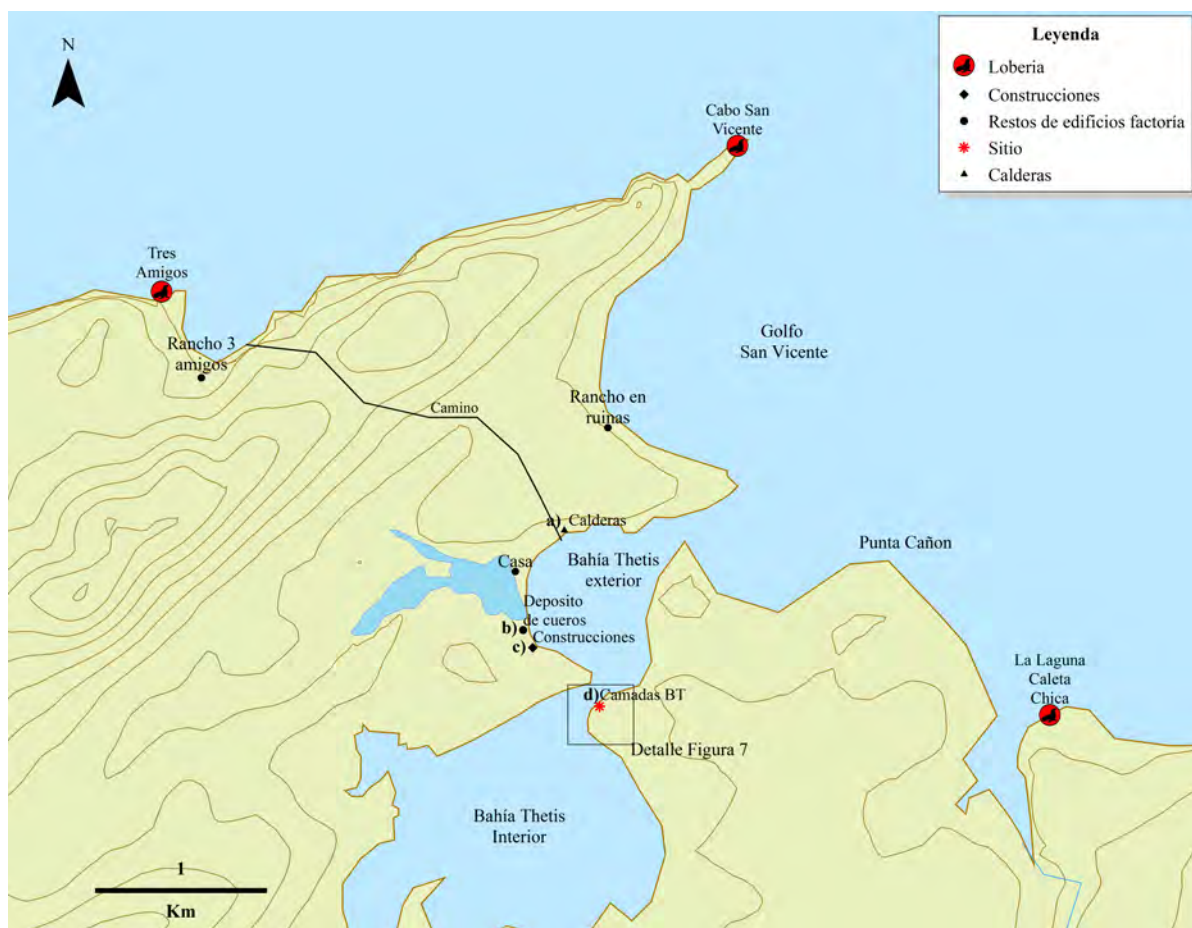 N
Leyenda
Loberia
Construcciones
Restos de edificios factoría
Sitio
Calderas
Cabo San
Vicente
Tres
Amigos
Rancho 3
amigos
Golfo
San Vicente
Camino
Rancho en
ruinas
a) Calderas
Punta Cañon
Bahía Thetis
exterior
Casa
Deposito
b) de cueros
c) Construcciones
La Laguna
Caleta
Chica
d) Camadas BT
Detalle Figura 7
Bahía Thetis
Interior
1
Km